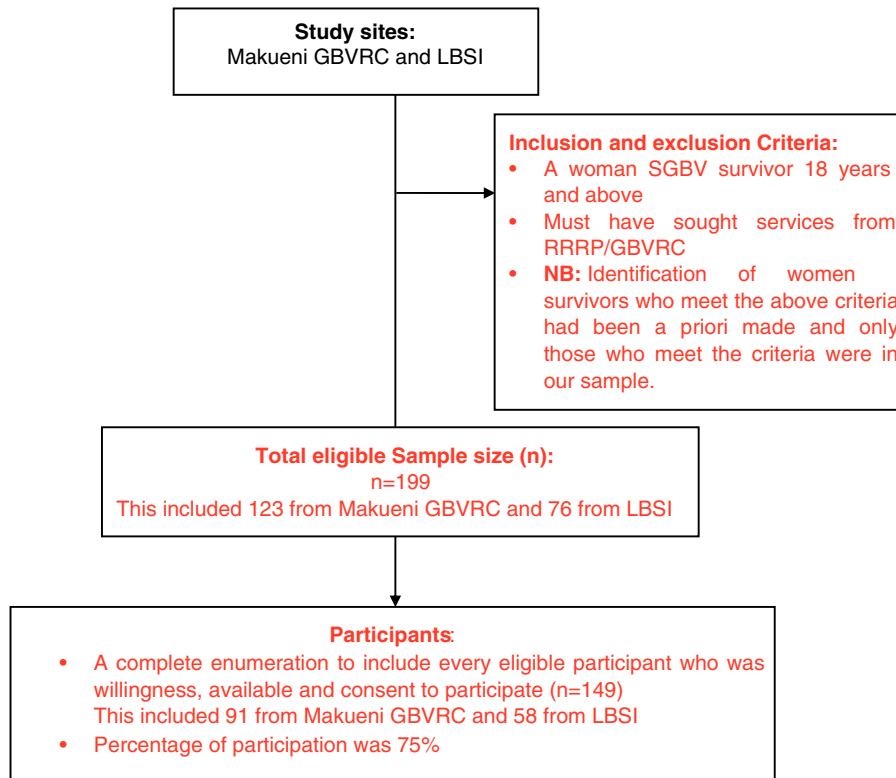 Study sites:
Makueni GBVRC and LBSI
Inclusion and exclusion Criteria:
• A woman SGBV survivor 18 years
and above
• Must have sought services from
RRRP/GBVRC
• NB: Identification of women
survivors who meet the above criteria
had been a priori made and only
those who meet the criteria were in
our sample.
Total eligible Sample size (n):
n=199
This included 123 from Makueni GBVRC and 76 from LBSI
Participants:
• A complete enumeration to include every eligible participant who was
willingness, available and consent to participate (n=149)
This included 91 from Makueni GBVRC and 58 from LBSI
• Percentage of participation was 75%